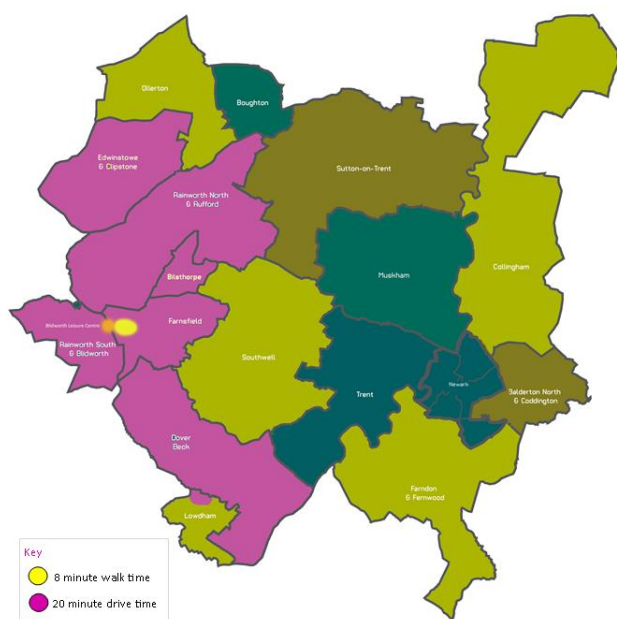 Ollerton
Boughton
Edwinstowe
& Clipstone
Sutton-on-Trent
Rainworth North
& Rufford
Collingham
Muskham
Bilsthorpe
Blidworth Leisure Centre
Farnsfield
Rainworth South
& Blidworth
Southwell
Newark
Balderton North
& Coddington
Trent
Dover
Beck
Farndon
& Fernwood
Lowdham
Key
8 minute walk time
20 minute drive time